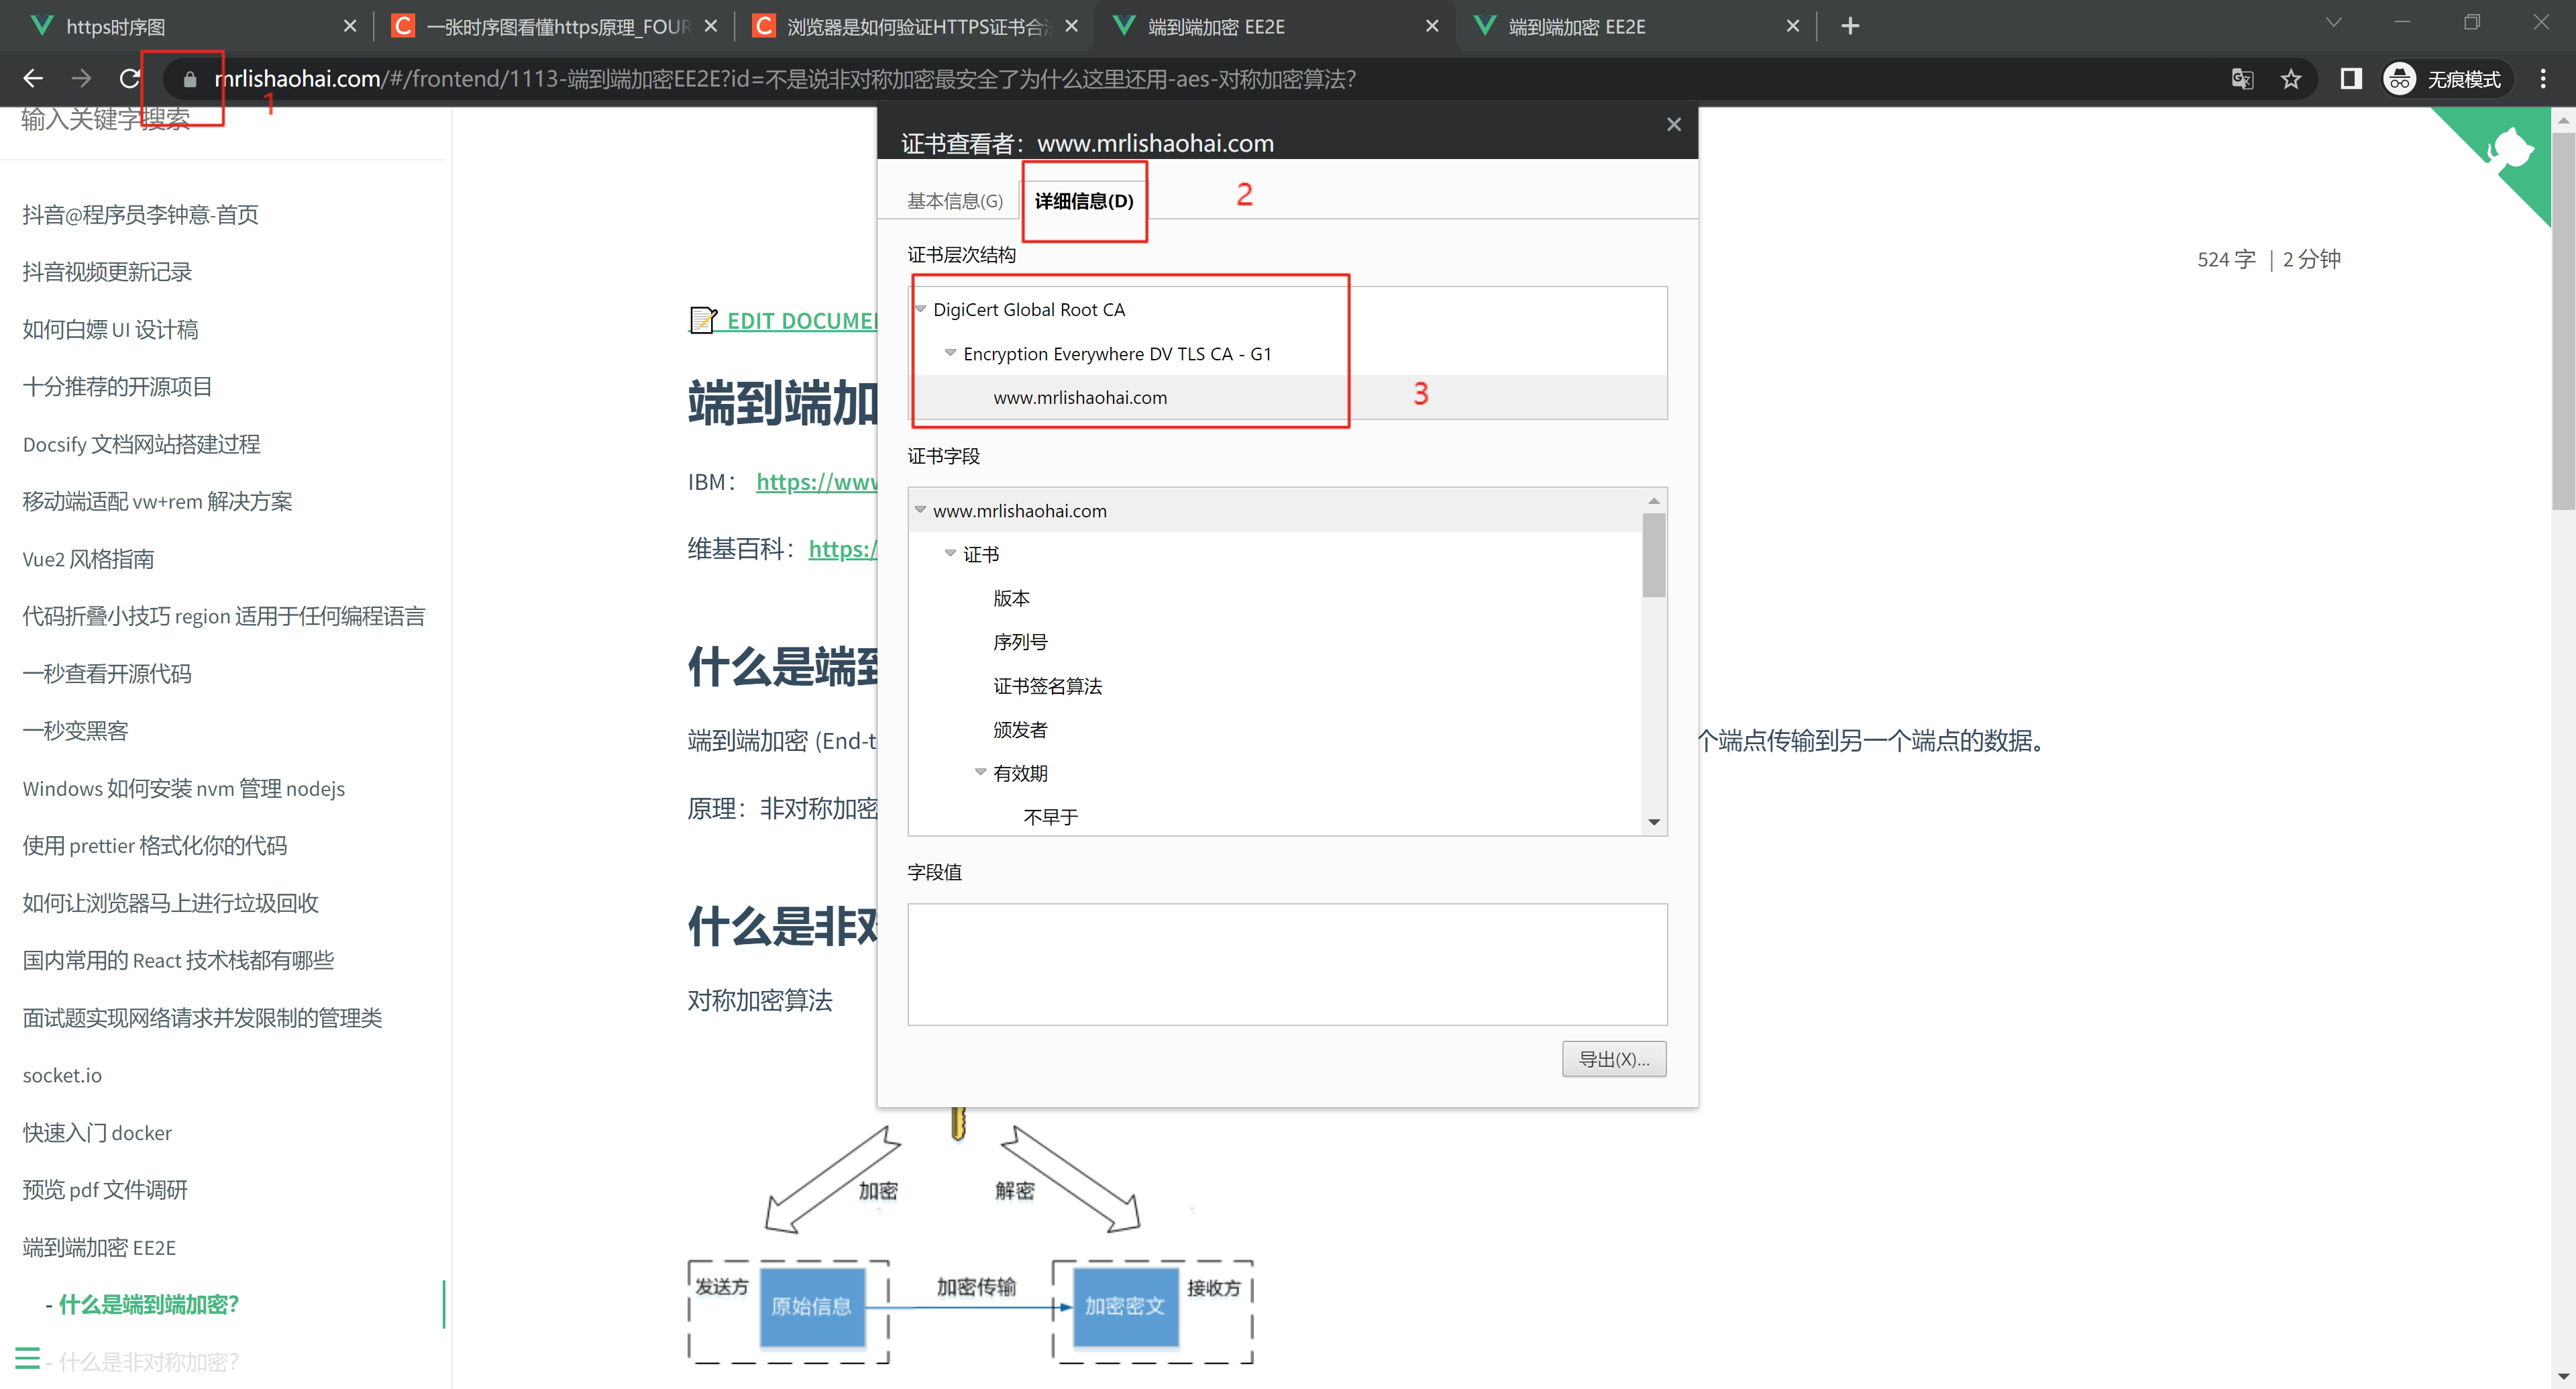 https时序图
一张时序图看懂https原理_FOUR
浏览器是如何验证HTTPS证书合法
端到端加密 EE2E
端到端加密 EE2E
mrlishaohai.com/#/frontend/1113-端到端加密EE2E?id=不是说非对称加密最安全了为什么这里还用-aes-对称加密算法?
无痕模式
1
输入关键字搜索
抖音@程序员李钟意-首页
抖音视频更新记录
如何白嫖 UI 设计稿
十分推荐的开源项目
Docsify 文档网站搭建过程
移动端适配 vw+rem 解决方案
Vue2 风格指南
代码折叠小技巧 region 适用于任何编程语言
一秒查看开源代码
一秒变黑客
Windows 如何安装 nvm 管理 nodejs
使用 prettier 格式化你的代码
如何让浏览器马上进行垃圾回收
国内常用的 React 技术栈都有哪些
面试题实现网络请求并发限制的管理类
socket.io
快速入门 docker
预览 pdf 文件调研
端到端加密 EE2E
- 什么是端到端加密?
- 什么是非对称加密?
524 字 | 2 分钟
EDIT DOCUME
端到端加
IBM： https://www
维基百科： https:/
什么是端到
端到端加密 (End-t
个端点传输到另一个端点的数据。
原理：非对称加密
什么是非对
对称加密算法
证书查看者：www.mrlishaohai.com
基本信息(G)
详细信息(D)
2
证书层次结构
DigiCert Global Root CA
Encryption Everywhere DV TLS CA - G1
www.mrlishaohai.com
3
证书字段
www.mrlishaohai.com
证书
版本
序列号
证书签名算法
颁发者
有效期
不早于
字段值
导出(X)...
加密
解密
发送方
原始信息
加密传输
加密密文
接收方